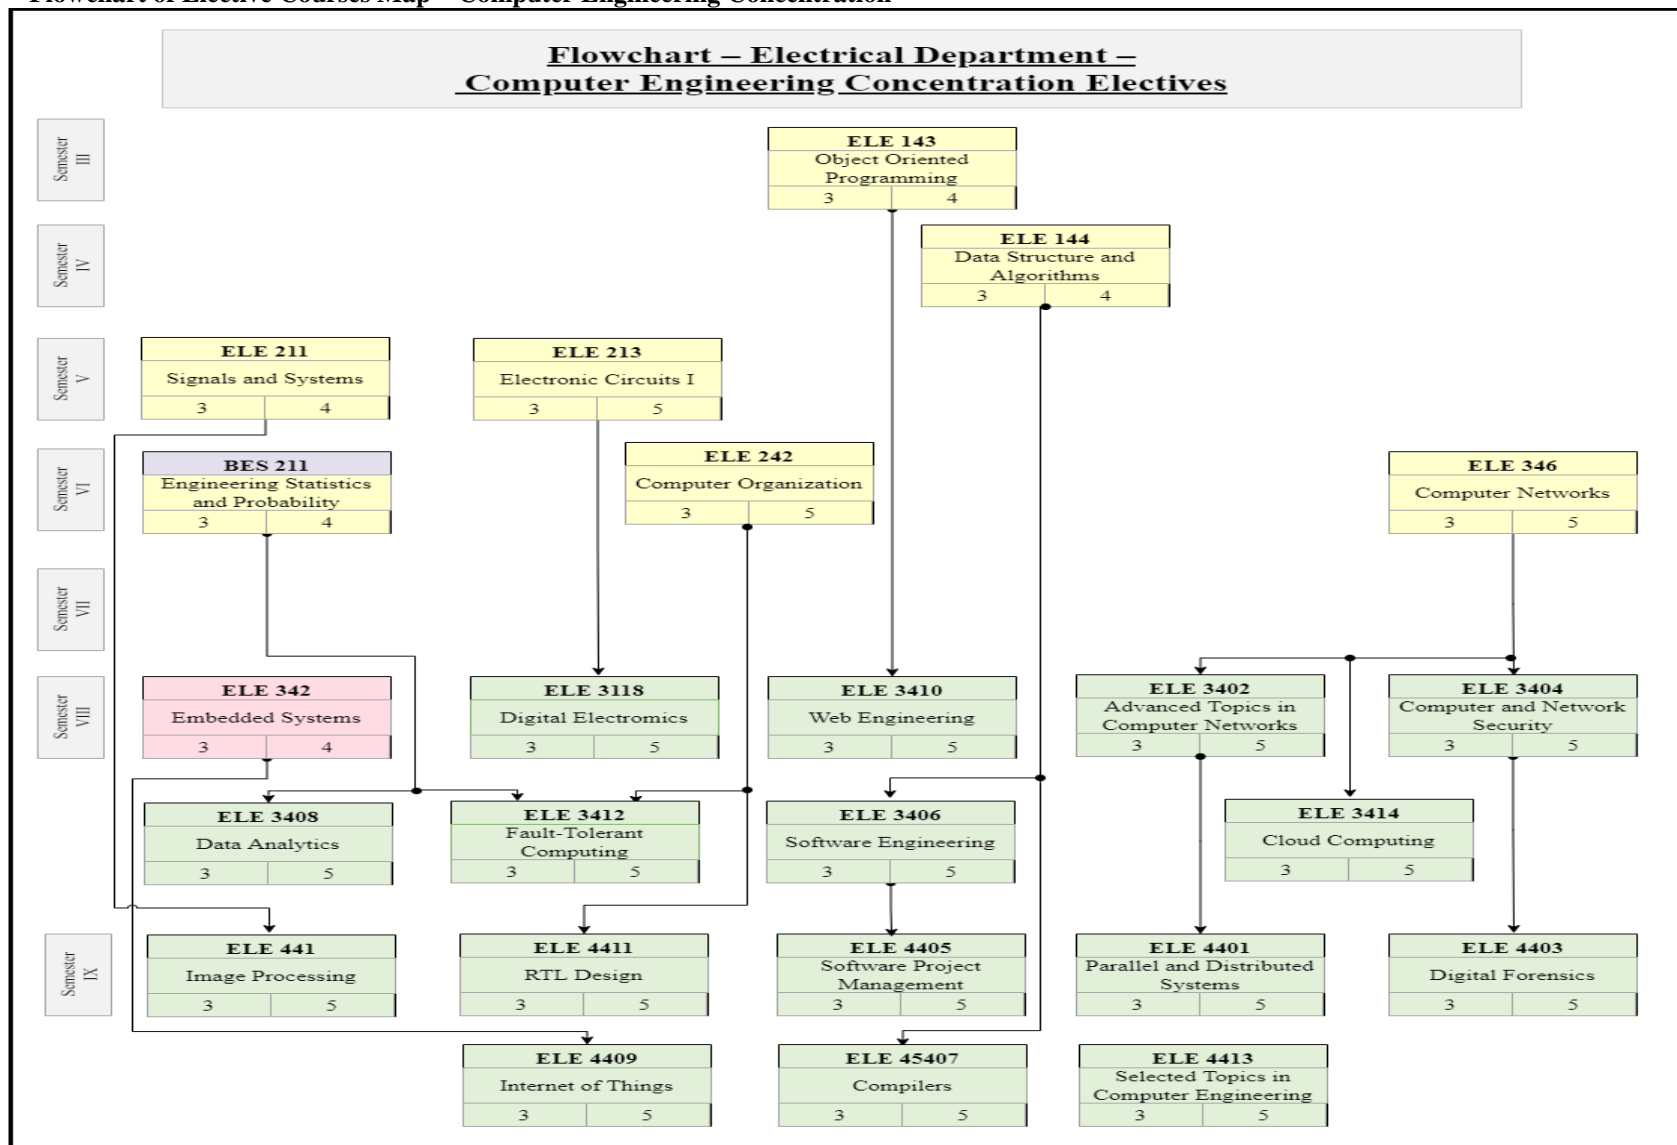 Flowchart of Elective Courses Map – Computer Engineering Concentration
Flowchart – Electrical Department –
Computer Engineering Concentration Electives
Semester
III
ELE 143
Object Oriented
Programming
3 4
Semester
IV
ELE 144
Data Structure and
Algorithms
3 4
Semester
V
ELE 211
Signals and Systems
3 4
ELE 213
Electronic Circuits I
3 5
Semester
VI
BES 211
Engineering Statistics
and Probability
3 4
ELE 242
Computer Organization
3 5
ELE 346
Computer Networks
3 5
Semester
VII
Semester
VIII
ELE 342
Embedded Systems
3 4
ELE 3118
Digital Electromics
3 5
ELE 3410
Web Engineering
3 5
ELE 3402
Advanced Topics in
Computer Networks
3 5
ELE 3404
Computer and Network
Security
3 5
ELE 3408
Data Analytics
3 5
ELE 3412
Fault-Tolerant
Computing
3 5
ELE 3406
Software Engineering
3 5
ELE 3414
Cloud Computing
3 5
Semester
IX
ELE 441
Image Processing
3 5
ELE 4411
RTL Design
3 5
ELE 4405
Software Project
Management
3 5
ELE 4401
Parallel and Distributed
Systems
3 5
ELE 4403
Digital Forensics
3 5
ELE 4409
Internet of Things
3 5
ELE 45407
Compilers
3 5
ELE 4413
Selected Topics in
Computer Engineering
3 5